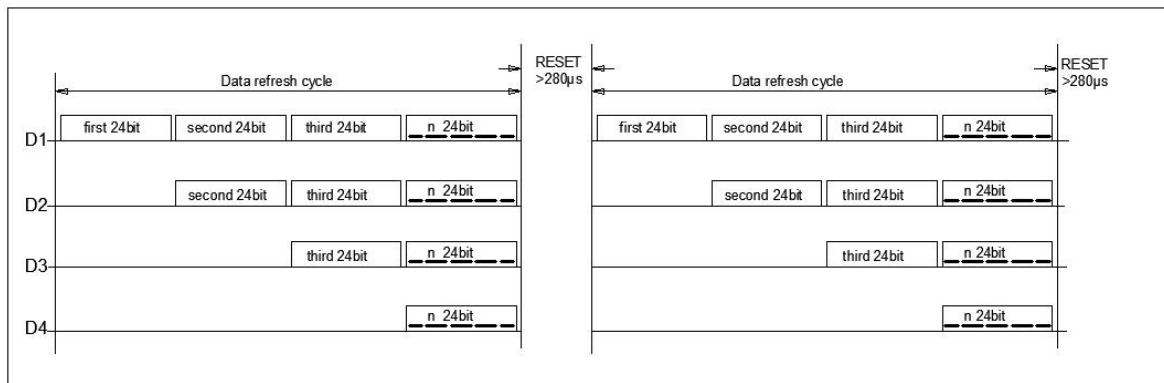 RESET
>280μs
Data refresh cycle
RESET
>280μs
Data refresh cycle
D1
first 24bit
second 24bit
third 24bit
n 24bit
first 24bit
second 24bit
third 24bit
n 24bit
D2
second 24bit
third 24bit
n 24bit
second 24bit
third 24bit
n 24bit
D3
third 24bit
n 24bit
third 24bit
n 24bit
D4
n 24bit
n 24bit